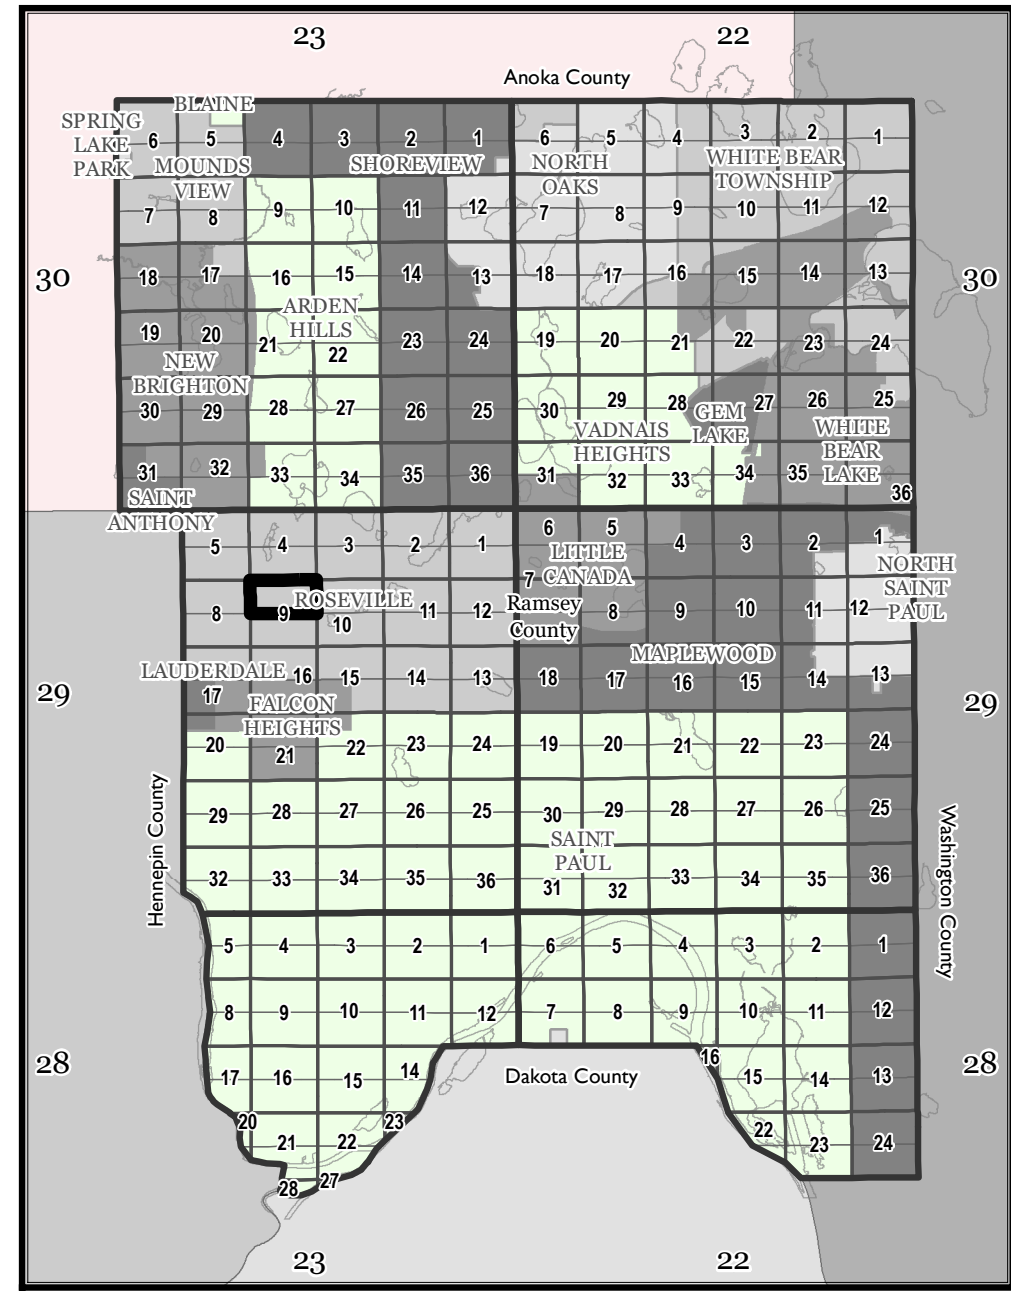 23 22
Anoka County
BLAINE
SPRING
LAKE
PARK
6 5 4 3 2 1 6 5 4 3 2 1
MOUNDS
VIEW
SHOREVIEW
NORTH
OAKS
WHITE BEAR
TOWNSHIP
7 8 9 10 11 12 7 8 9 10 11 12
30 18 17 16 15 14 13 18 17 16 15 14 13 30
ARDEN
HILLS
19 20 21 22 23 24 19 20 21 22 23 24
NEW
BRIGHTON
30 29 28 27 26 25 30 29 28 27 26 25
GEM
LAKE
VADNAIS
HEIGHTS
WHITE
BEAR
LAKE
31 32 33 34 35 36 31 32 33 34 35 36
SAINT
ANTHONY
5 4 3 2 1 6 5 4 3 2 1
LITTLE
CANADA
NORTH
SAINT
PAUL
8 9 10 11 12 7 8 9 10 11 12
ROSEVILLE
Ramsey
County
MAPLEWOOD
LAUDERDALE
17 16 15 14 13 18 17 16 15 14 13
29 29
FALCON
HEIGHTS
20 21 22 23 24 19 20 21 22 23 24
29 28 27 26 25 30 29 28 27 26 25
Hennepin County
Washington County
SAINT
PAUL
32 33 34 35 36 31 32 33 34 35 36
5 4 3 2 1 6 5 4 3 2 1
8 9 10 11 12 7 8 9 10 11 12
28 28
17 16 15 14 16 15 14 13
Dakota County
20 21 22 23 22 23 24
28 27
23 22